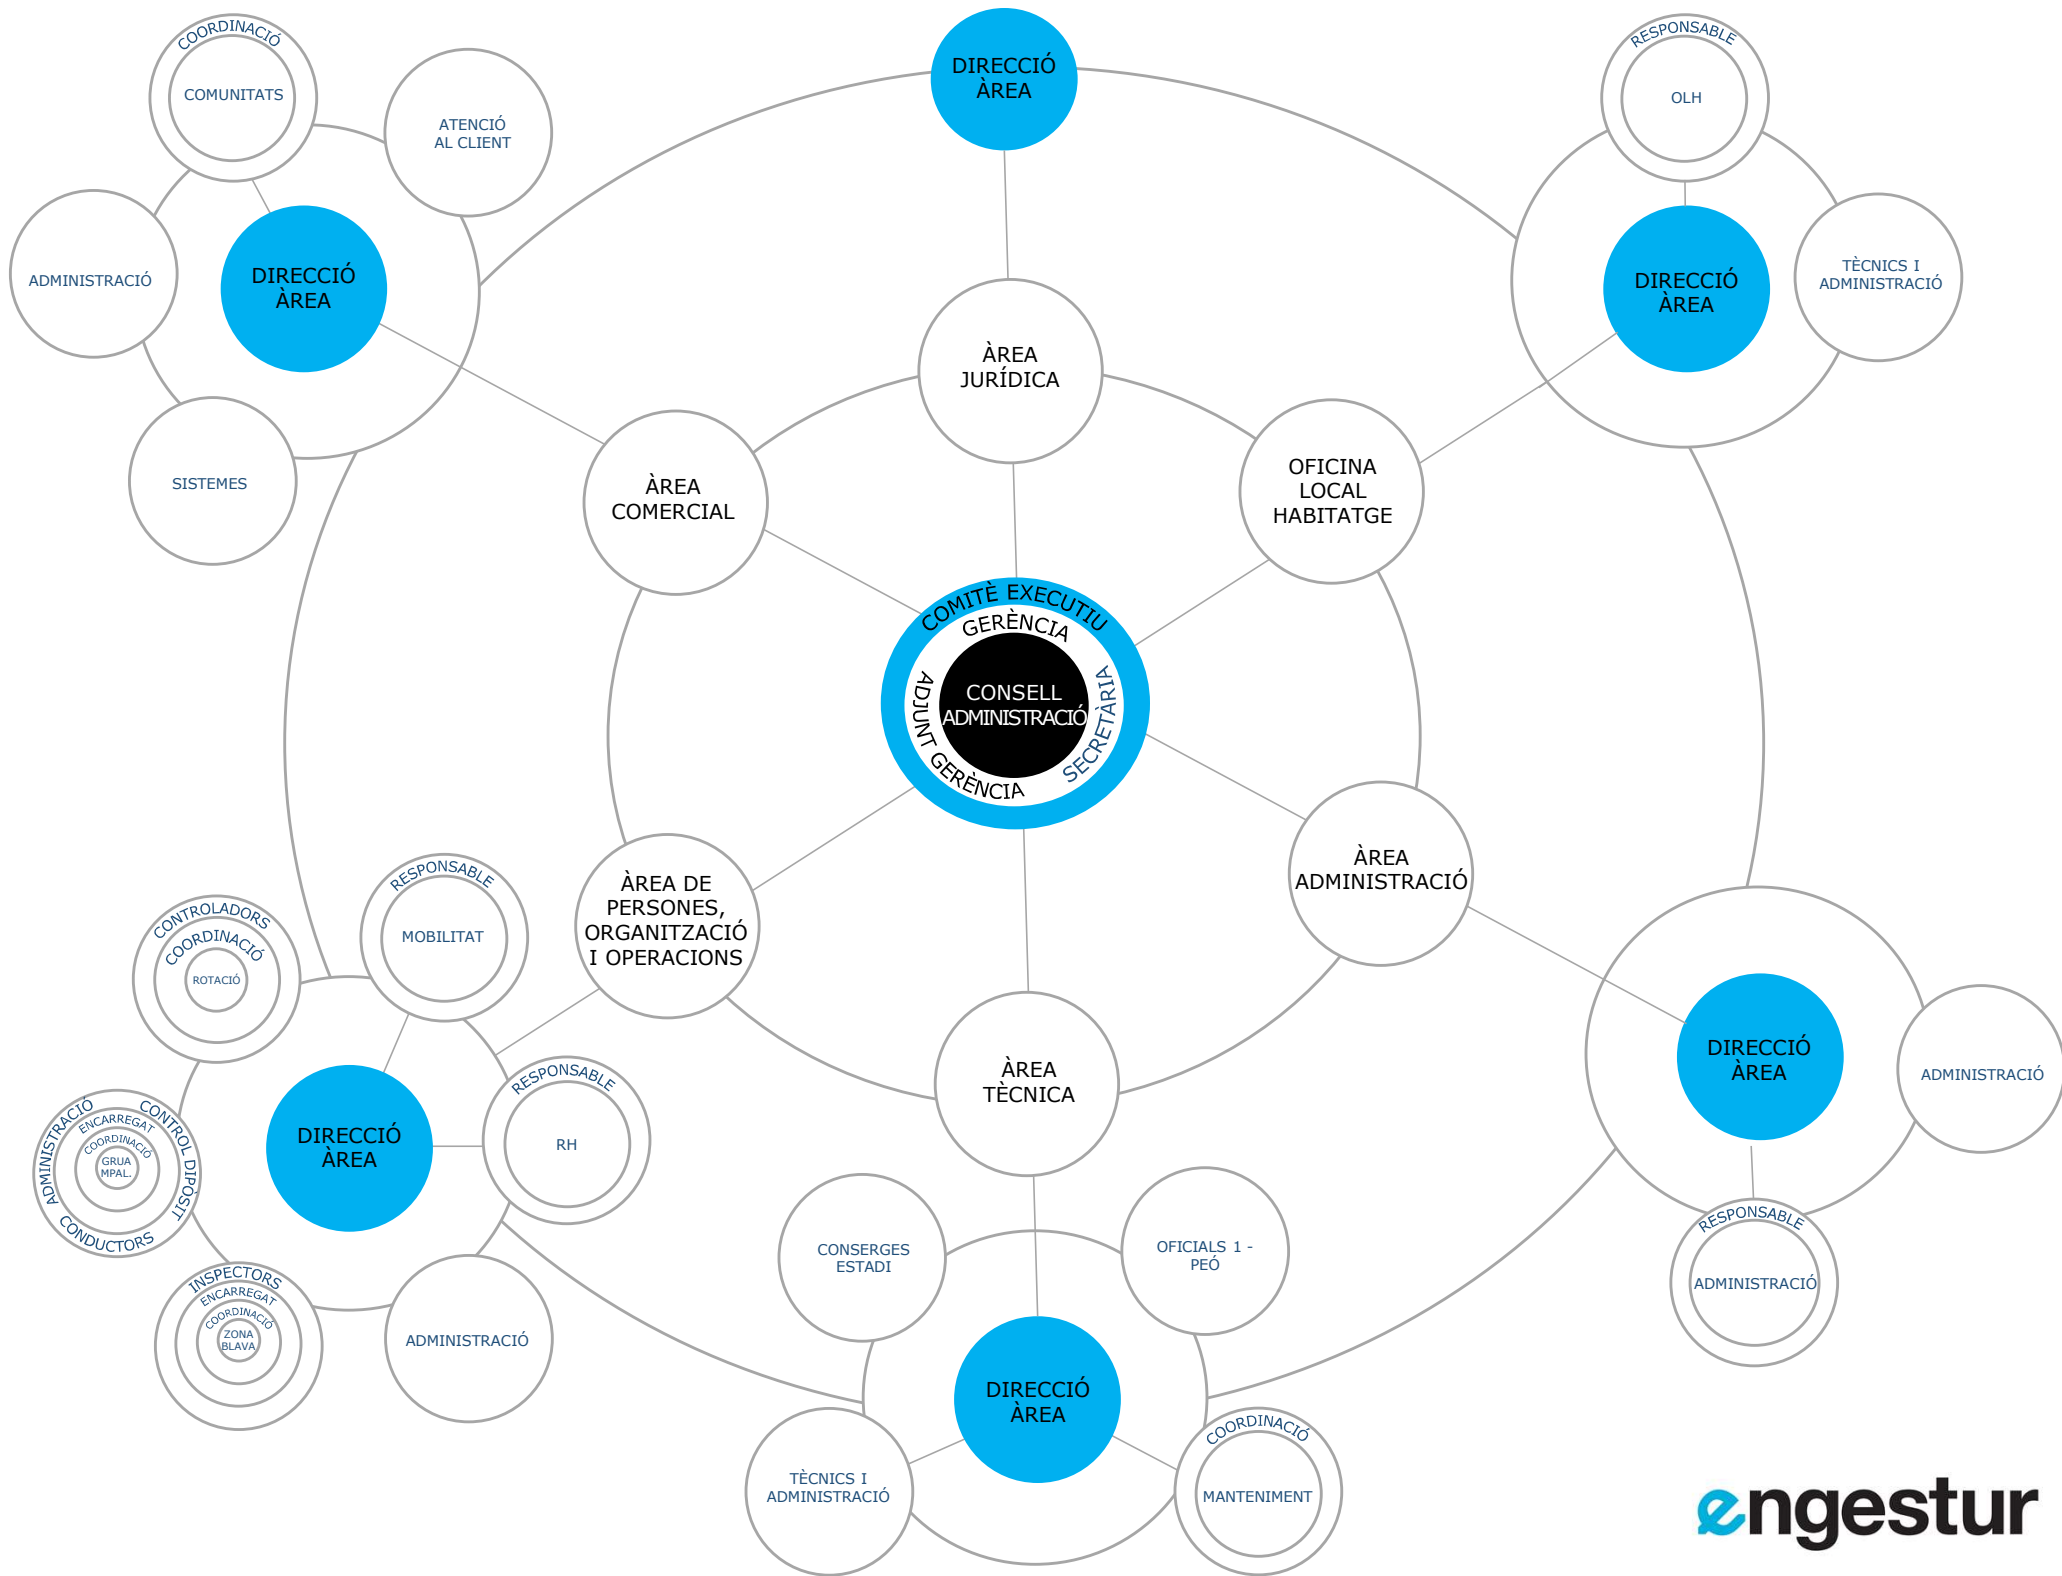 COORDINACIÓ
COMUNITATS
ATENCIÓ
AL CLIENT
ADMINISTRACIÓ
DIRECCIÓ
ÀREA
SISTEMES
DIRECCIÓ
ÀREA
RESPONSABLE
OLH
DIRECCIÓ
ÀREA
TÈCNICS I
ADMINISTRACIÓ
ÀREA
JURÍDICA
ÀREA
COMERCIAL
OFICINA
LOCAL
HABITATGE
COMITÈ EXECUTIU
GERÈNCIA
ADJUNT GERÈNCIA
SECRETÀRIA
CONSELL
ADMINISTRACIÓ
ÀREA DE
PERSONES,
ORGANITZACIÓ
I OPERACIONS
ÀREA
ADMINISTRACIÓ
ÀREA
TÈCNICA
RESPONSABLE
MOBILITAT
CONTROLADORS
COORDINACIÓ
ROTACIÓ
DIRECCIÓ
ÀREA
RESPONSABLE
RH
ADMINISTRACIÓ
CONTROL DIPÒSIT
CONDUCTORS
ENCARREGAT
COORDINACIÓ
GRUA
MPAL.
INSPECTORS
ENCARREGAT
COORDINACIÓ
ZONA
BLAVA
ADMINISTRACIÓ
CONSERGES
ESTADI
OFICIALS 1 -
PEÓ
DIRECCIÓ
ÀREA
TÈCNICS I
ADMINISTRACIÓ
COORDINACIÓ
MANTENIMENT
DIRECCIÓ
ÀREA
ADMINISTRACIÓ
RESPONSABLE
ADMINISTRACIÓ
engestur